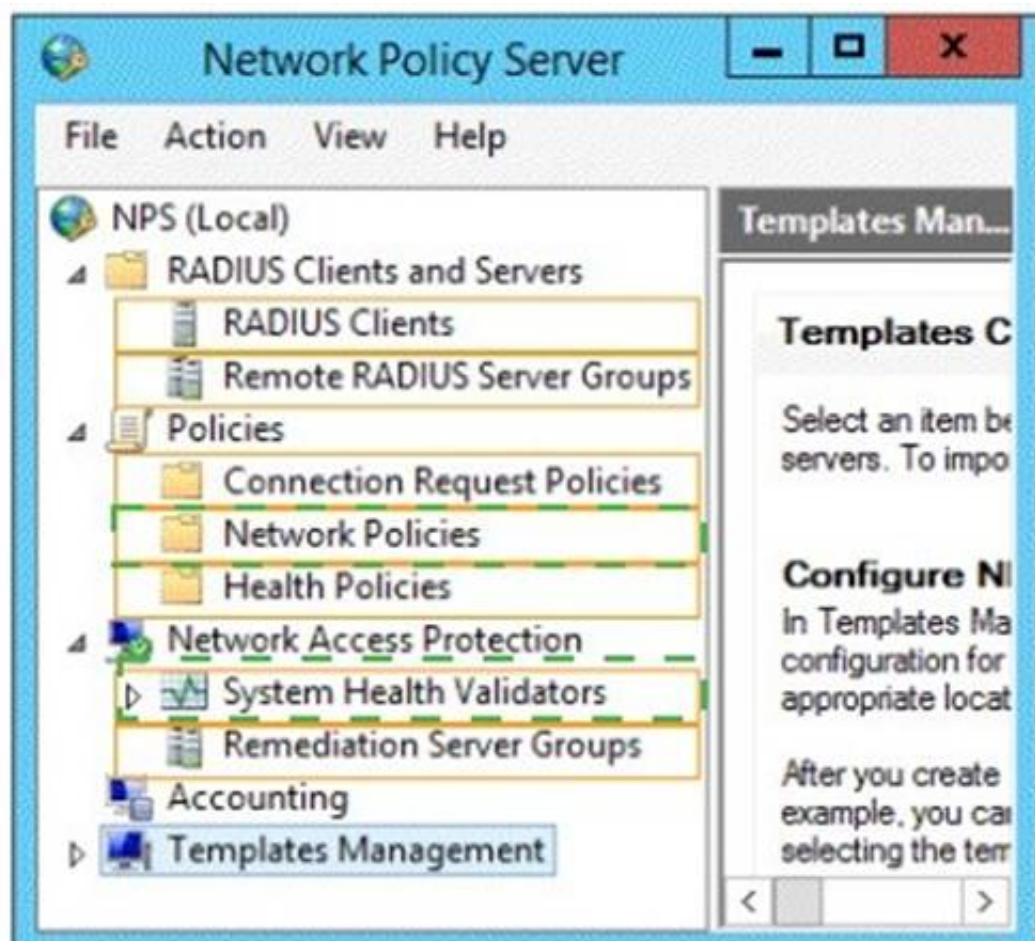 Network Policy Server
File Action View Help
NPS (Local)
RADIUS Clients and Servers
RADIUS Clients
Remote RADIUS Server Groups
Policies
Connection Request Policies
Network Policies
Health Policies
Network Access Protection
System Health Validators
Remediation Server Groups
Accounting
Templates Management
Templates Man...
Templates C
Select an item be
servers. To impo
Configure N
In Templates Ma
configuration for
appropriate locat
After you create
example, you can
selecting the tem